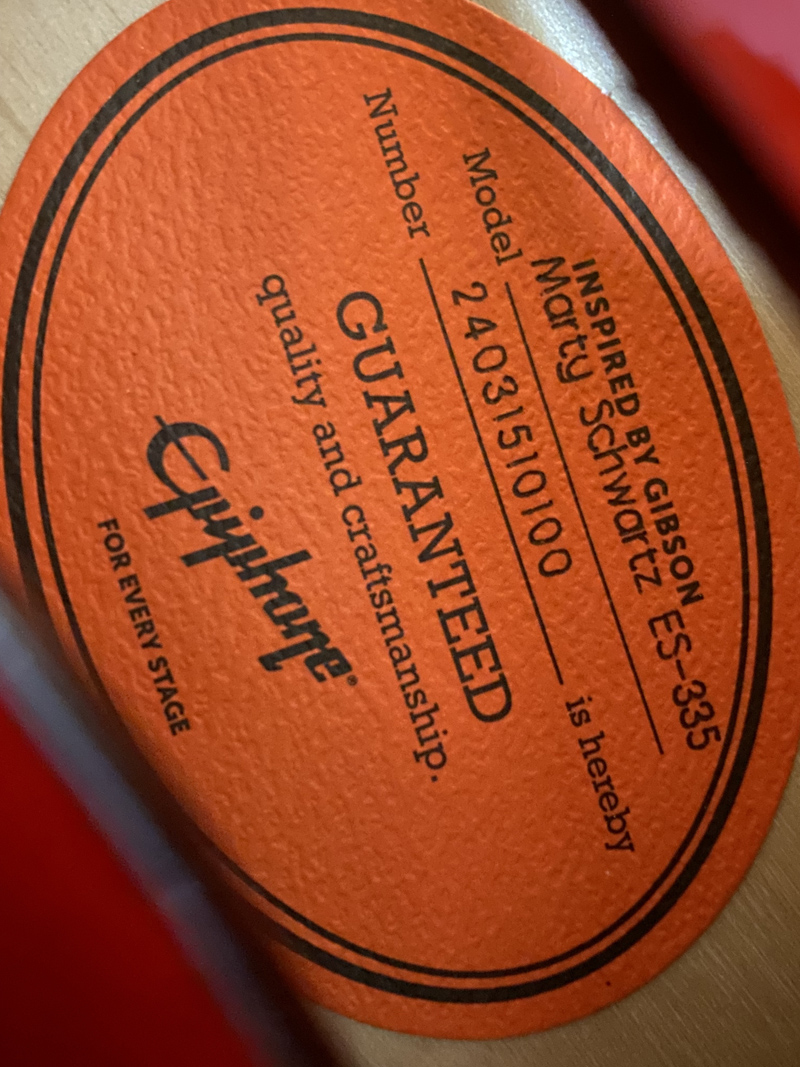 INSPIRED BY GIBSON
Model Marty Schwartz ES-335
Number 24031510100 is hereby
GUARANTEED
quality and craftsmanship.
Epiphone®
FOR EVERY STAGE